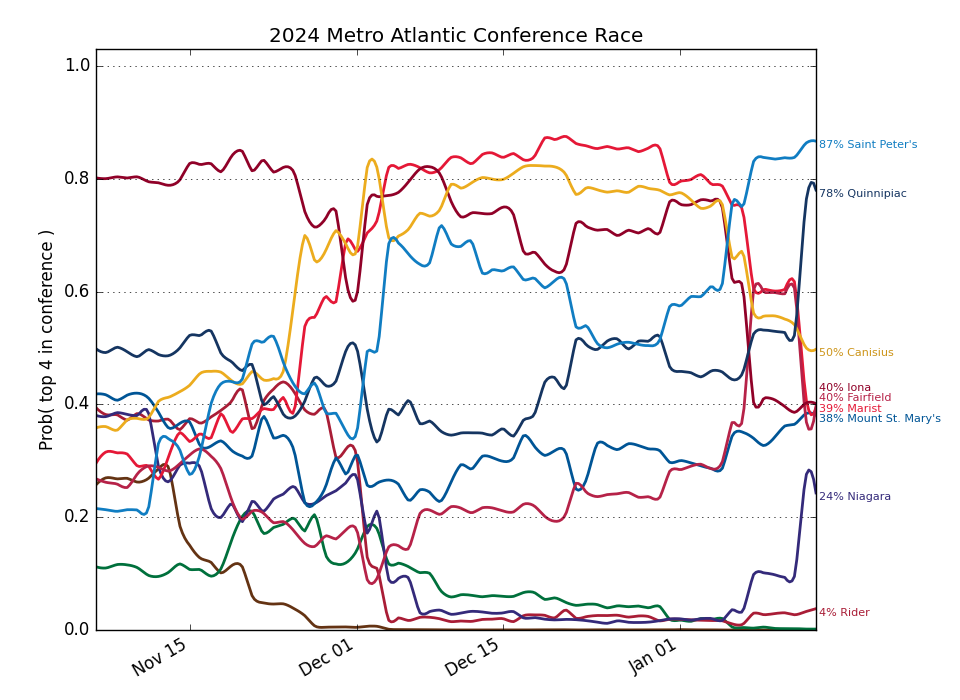 2024 Metro Atlantic Conference Race
Prob( top 4 in conference )
1.0
0.8
0.6
0.4
0.2
0.0
Nov 15
Dec 01
Dec 15
Jan 01
87% Saint Peter's
78% Quinnipiac
50% Canisius
40% Iona
40% Fairfield
39% Marist
38% Mount St. Mary's
24% Niagara
4% Rider